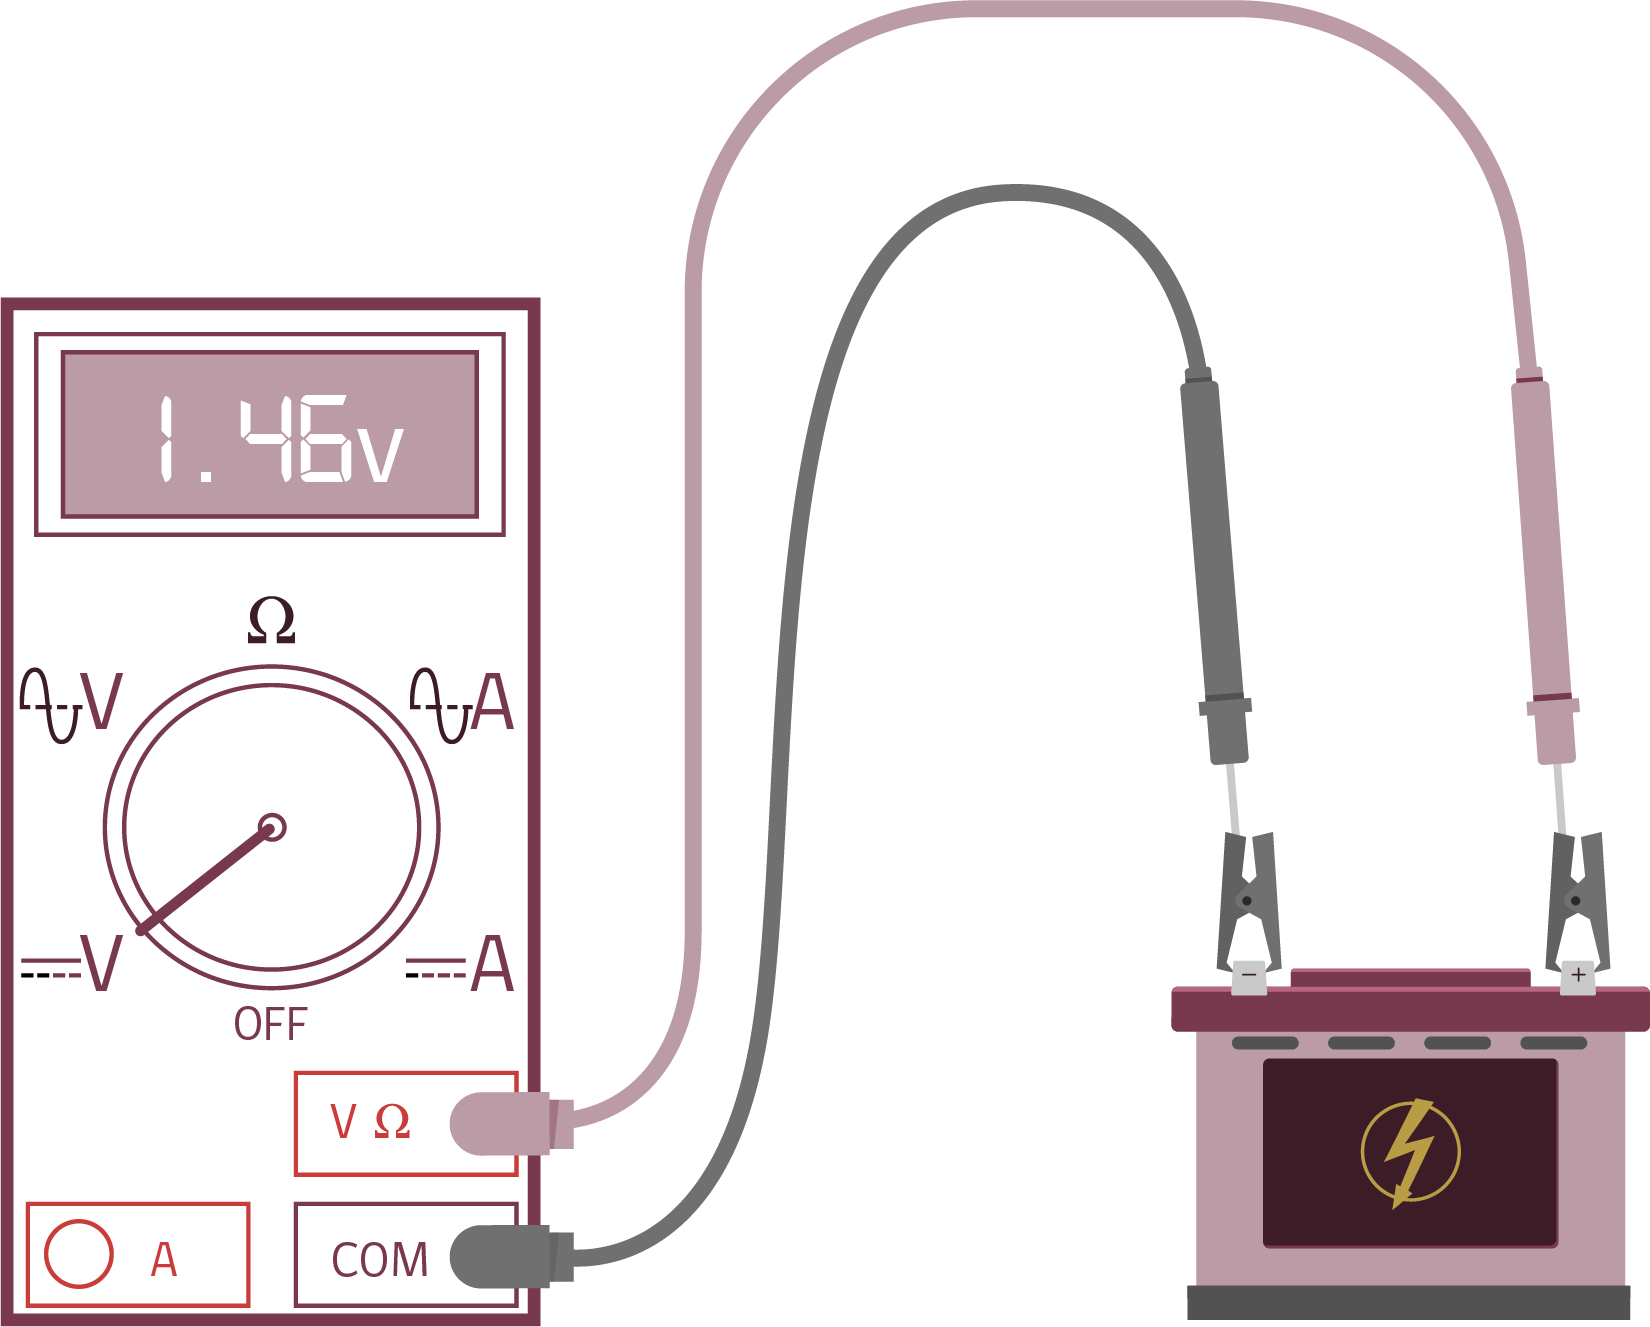 1.46V
Ω
V A
V A
OFF
V Ω
A COM
− +